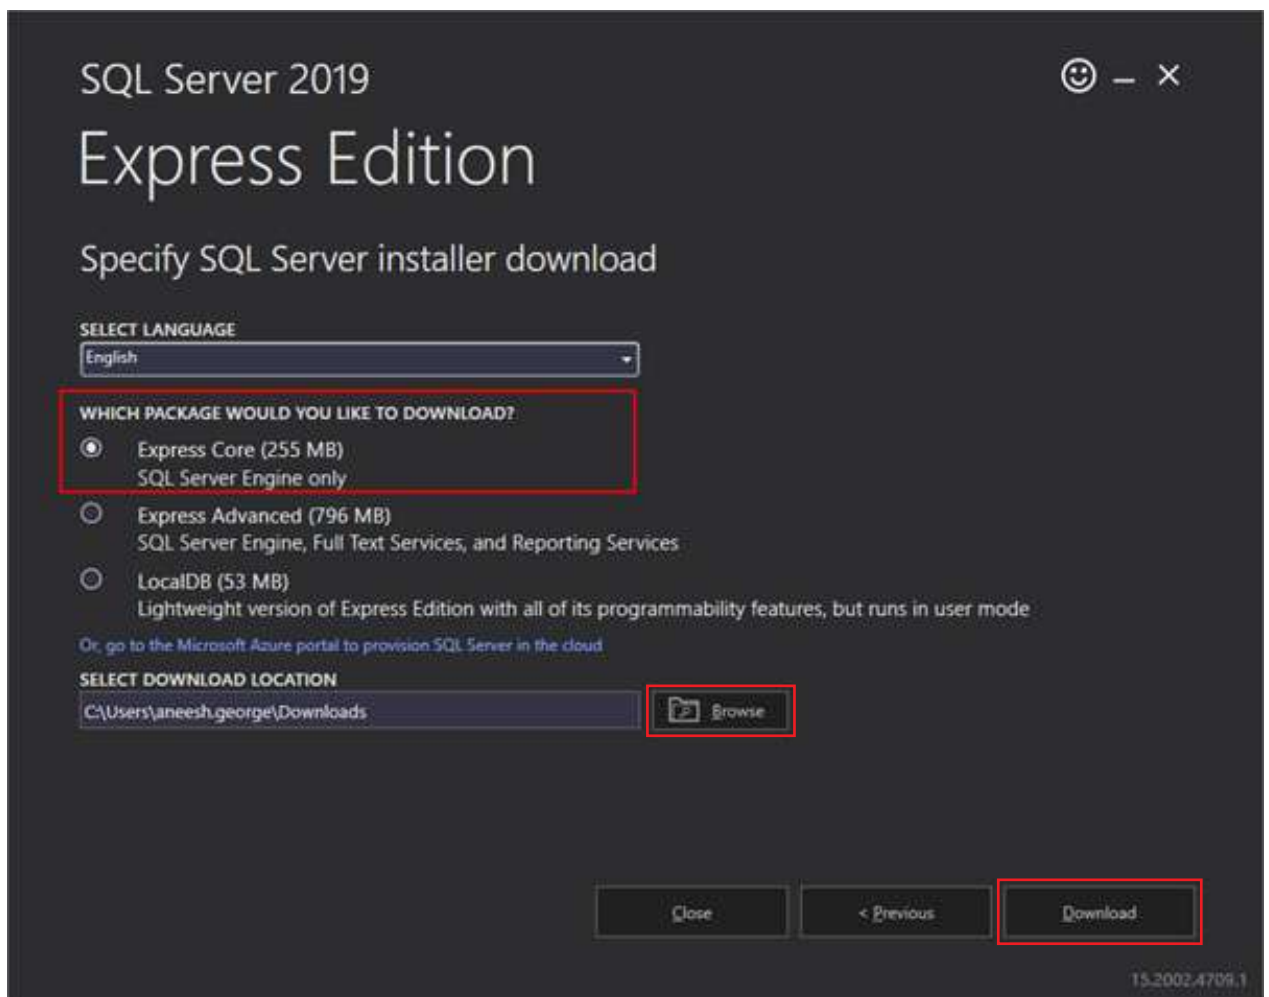 SQL Server 2019
Express Edition
Specify SQL Server installer download
SELECT LANGUAGE
English
WHICH PACKAGE WOULD YOU LIKE TO DOWNLOAD?
Express Core (255 MB)
SQL Server Engine only
Express Advanced (796 MB)
SQL Server Engine, Full Text Services, and Reporting Services
LocalDB (53 MB)
Lightweight version of Express Edition with all of its programmability features, but runs in user mode
Or, go to the Microsoft Azure portal to provision SQL Server in the cloud
SELECT DOWNLOAD LOCATION
C:\Users\aneesh.george\Downloads
Browse
Close
< Previous
Download
15.2002.4709.1